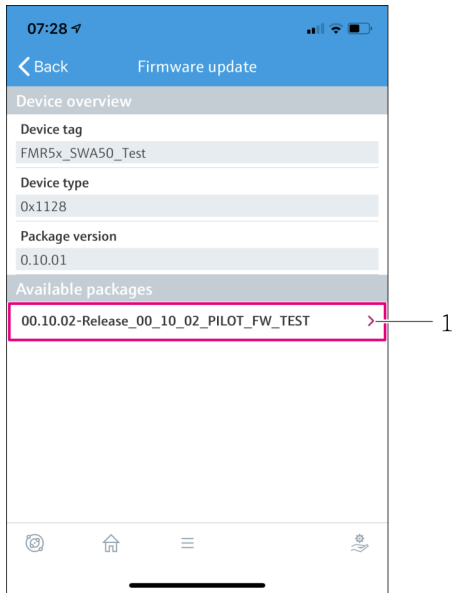 07:28
Back
Firmware update
Device overview
Device tag
FMR5x_SWA50_Test
Device type
0x1128
Package version
0.10.01
Available packages
00.10.02-Release_00_10_02_PILOT_FW_TEST
1